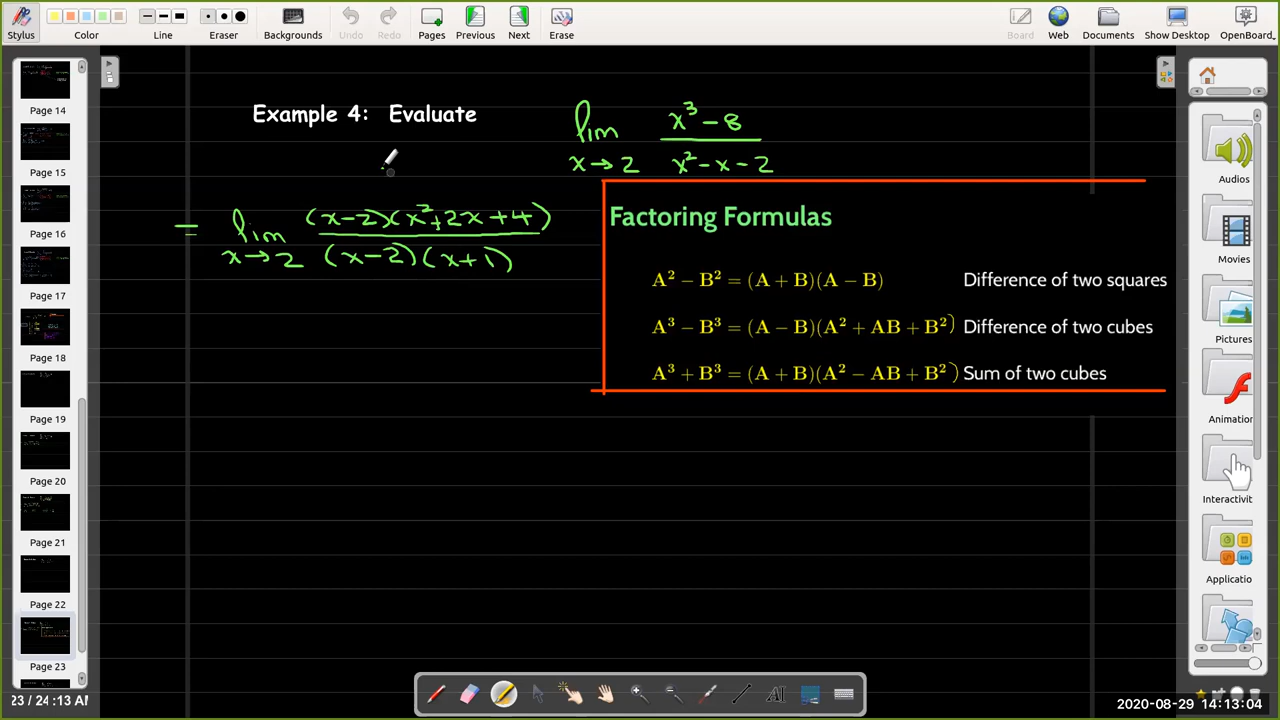 Stylus
Color
Line
Eraser
Backgrounds
Undo
Redo
Pages
Previous
Next
Erase
Board
Web
Documents
Show Desktop
OpenBoard
Page 14
Page 15
Page 16
Page 17
Page 18
Page 19
Page 20
Page 21
Page 22
Page 23
23 / 24
:13 AM
Example 4: Evaluate lim x→2 (x³ − 8)/(x² − x − 2)
= lim x→2 (x−2)(x²+2x+4)/(x−2)(x+1)
Factoring Formulas
A² − B² = (A + B)(A − B) Difference of two squares
A³ − B³ = (A − B)(A² + AB + B²) Difference of two cubes
A³ + B³ = (A + B)(A² − AB + B²) Sum of two cubes
Audios
Movies
Pictures
Animation
Interactivit
Applicatio
AI
2020-08-29 14:13:04